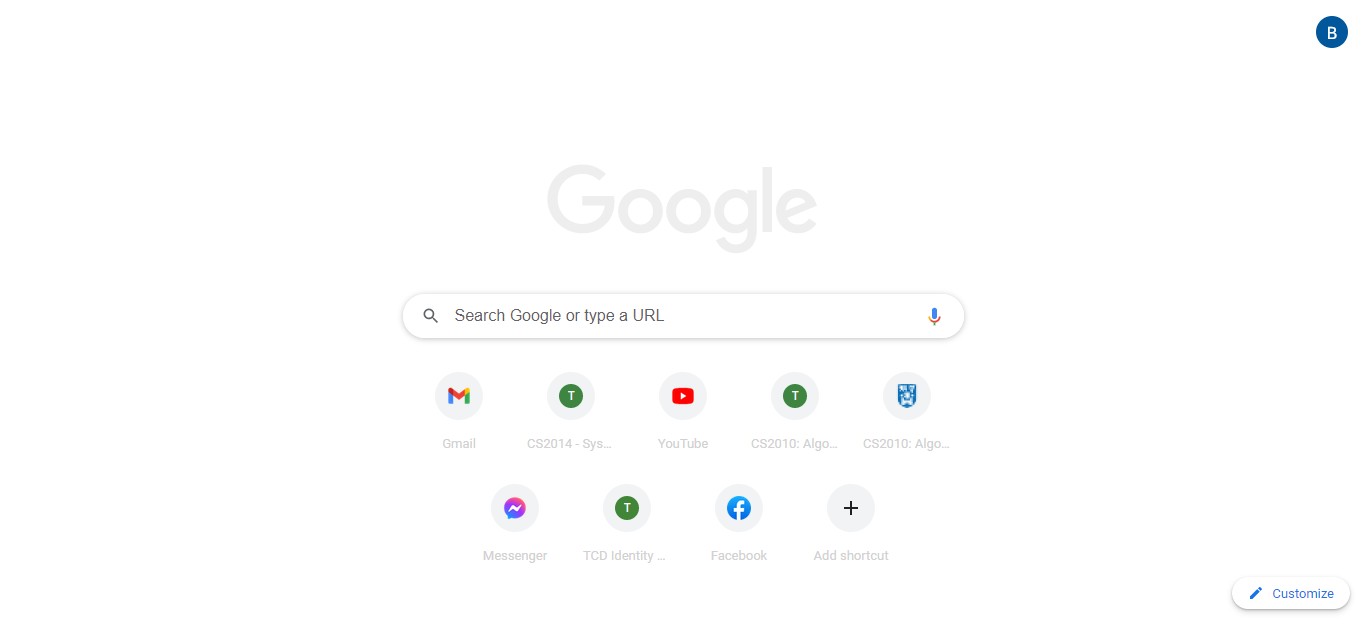 B
Google
Search Google or type a URL
T
T
Gmail
CS2014 - Sys...
YouTube
CS2010: Algo...
CS2010: Algo...
T
Messenger
TCD Identity ...
Facebook
Add shortcut
Customize